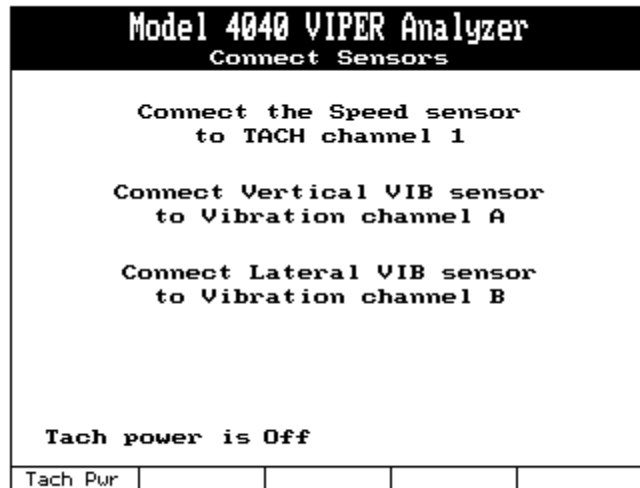 Model 4040 VIPER Analyzer
Connect Sensors
Connect the Speed sensor
to TACH channel 1
Connect Vertical VIB sensor
to Vibration channel A
Connect Lateral VIB sensor
to Vibration channel B
Tach power is Off
Tach Pwr